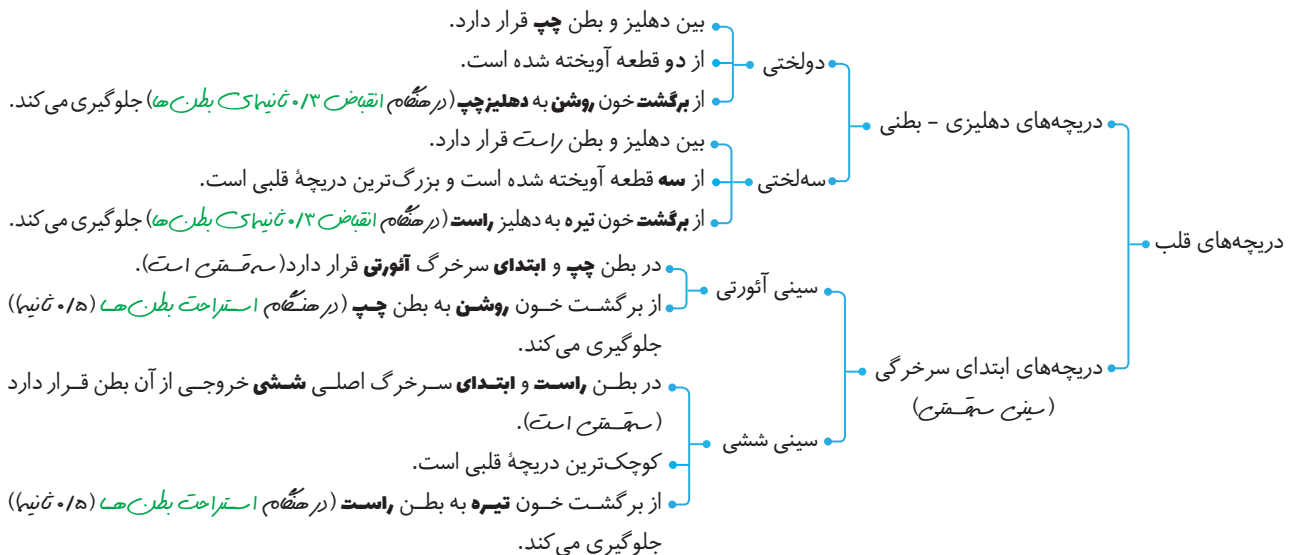 دریچه‌های قلب
دریچه‌های دهلیزی - بطنی
دولختی
بین دهلیز و بطن چپ قرار دارد.
از دو قطعه آویخته شده است.
از برگشت خون روشن به دهلیز چپ (در هنگام انقباض ۰/۳ ثانیه‌ای بطن‌ها) جلوگیری می‌کند.
سه‌لختی
بین دهلیز و بطن راست قرار دارد.
از سه قطعه آویخته شده است و بزرگ‌ترین دریچهٔ قلبی است.
از برگشت خون تیره به دهلیز راست (در هنگام انقباض ۰/۳ ثانیه‌ای بطن‌ها) جلوگیری می‌کند.
دریچه‌های ابتدای سرخرگی
(سینی سه‌قسمتی)
سینی آئورتی
در بطن چپ و ابتدای سرخرگ آئورتی قرار دارد (سه‌قسمتی است).
از برگشت خون روشن به بطن چپ (در هنگام استراحت بطن‌ها (۰/۵ ثانیه))
جلوگیری می‌کند.
سینی ششی
در بطن راست و ابتدای سرخرگ اصلی ششی خروجی از آن بطن قرار دارد
(سه‌قسمتی است).
کوچک‌ترین دریچهٔ قلبی است.
از برگشت خون تیره به بطن راست (در هنگام استراحت بطن‌ها (۰/۵ ثانیه))
جلوگیری می‌کند.